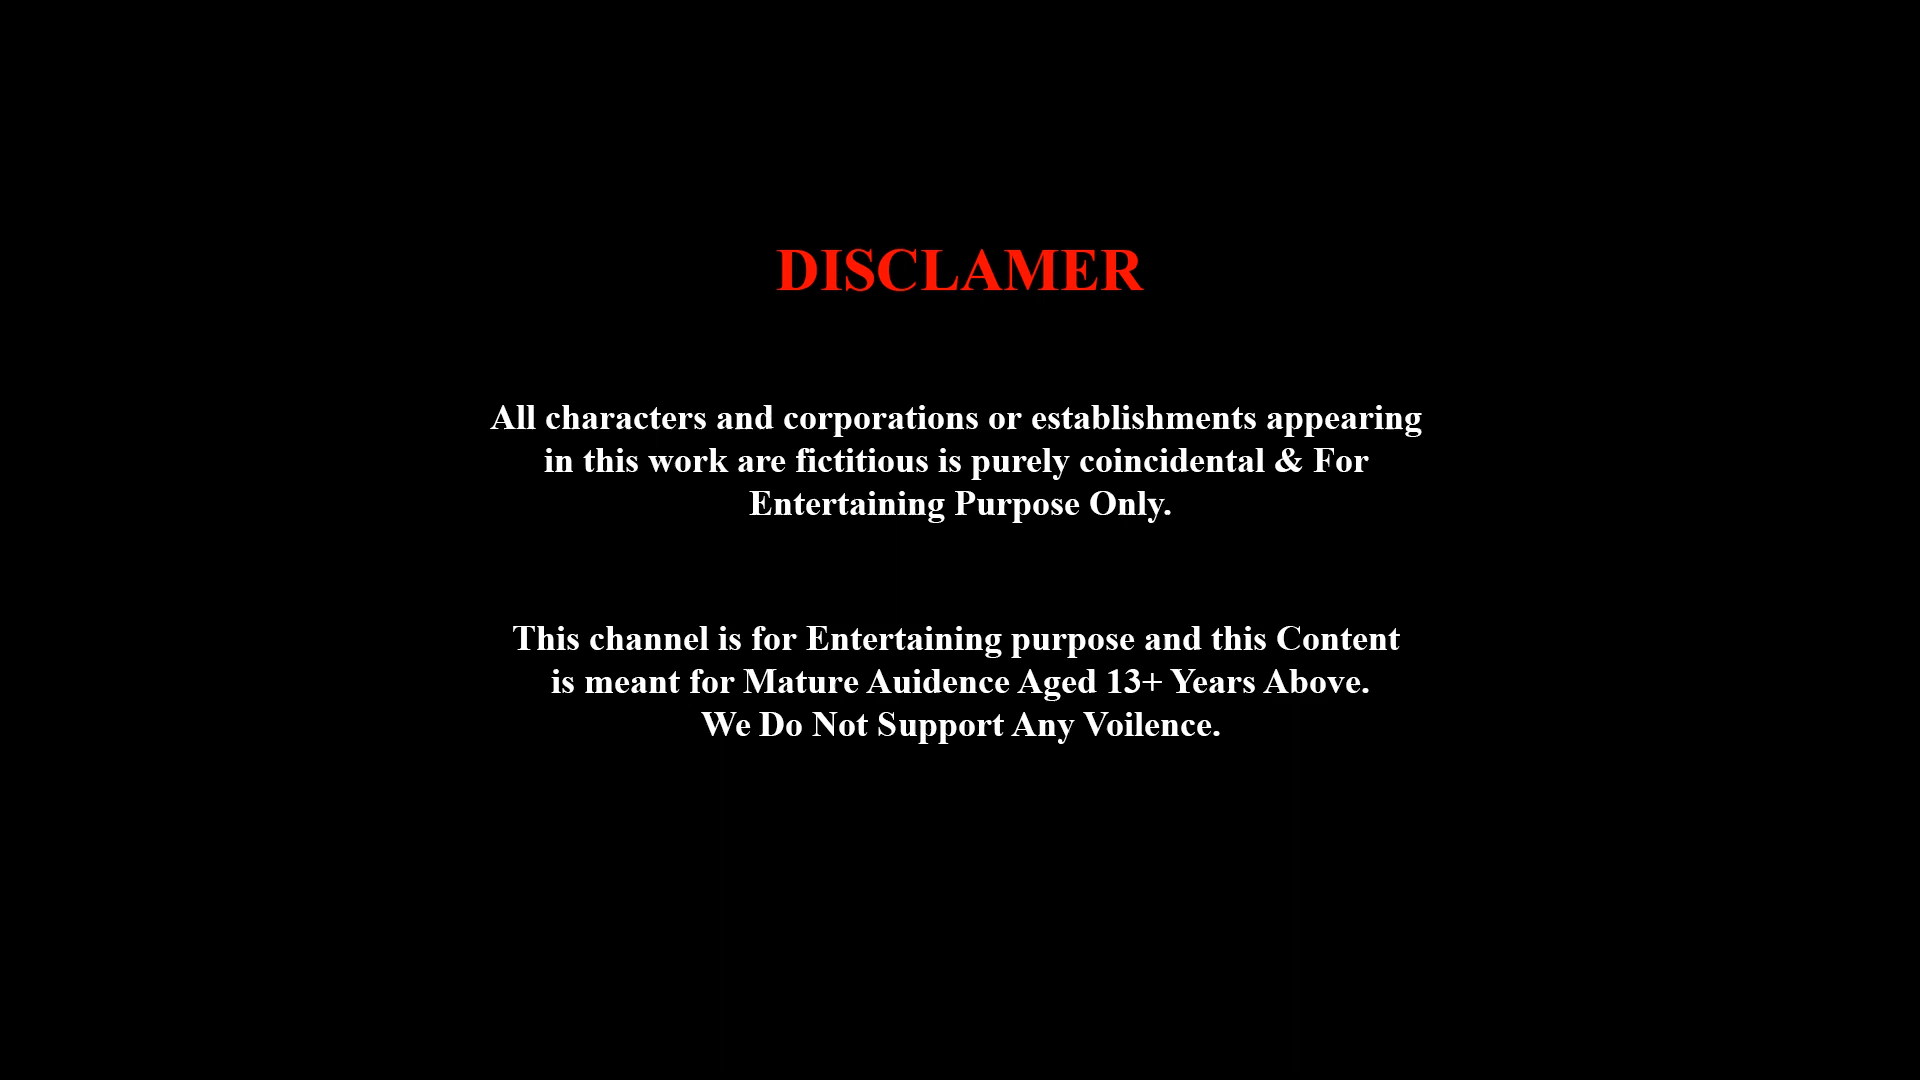 DISCLAMER
All characters and corporations or establishments appearing
in this work are fictitious is purely coincidental & For
Entertaining Purpose Only.
This channel is for Entertaining purpose and this Content
is meant for Mature Auidence Aged 13+ Years Above.
We Do Not Support Any Voilence.